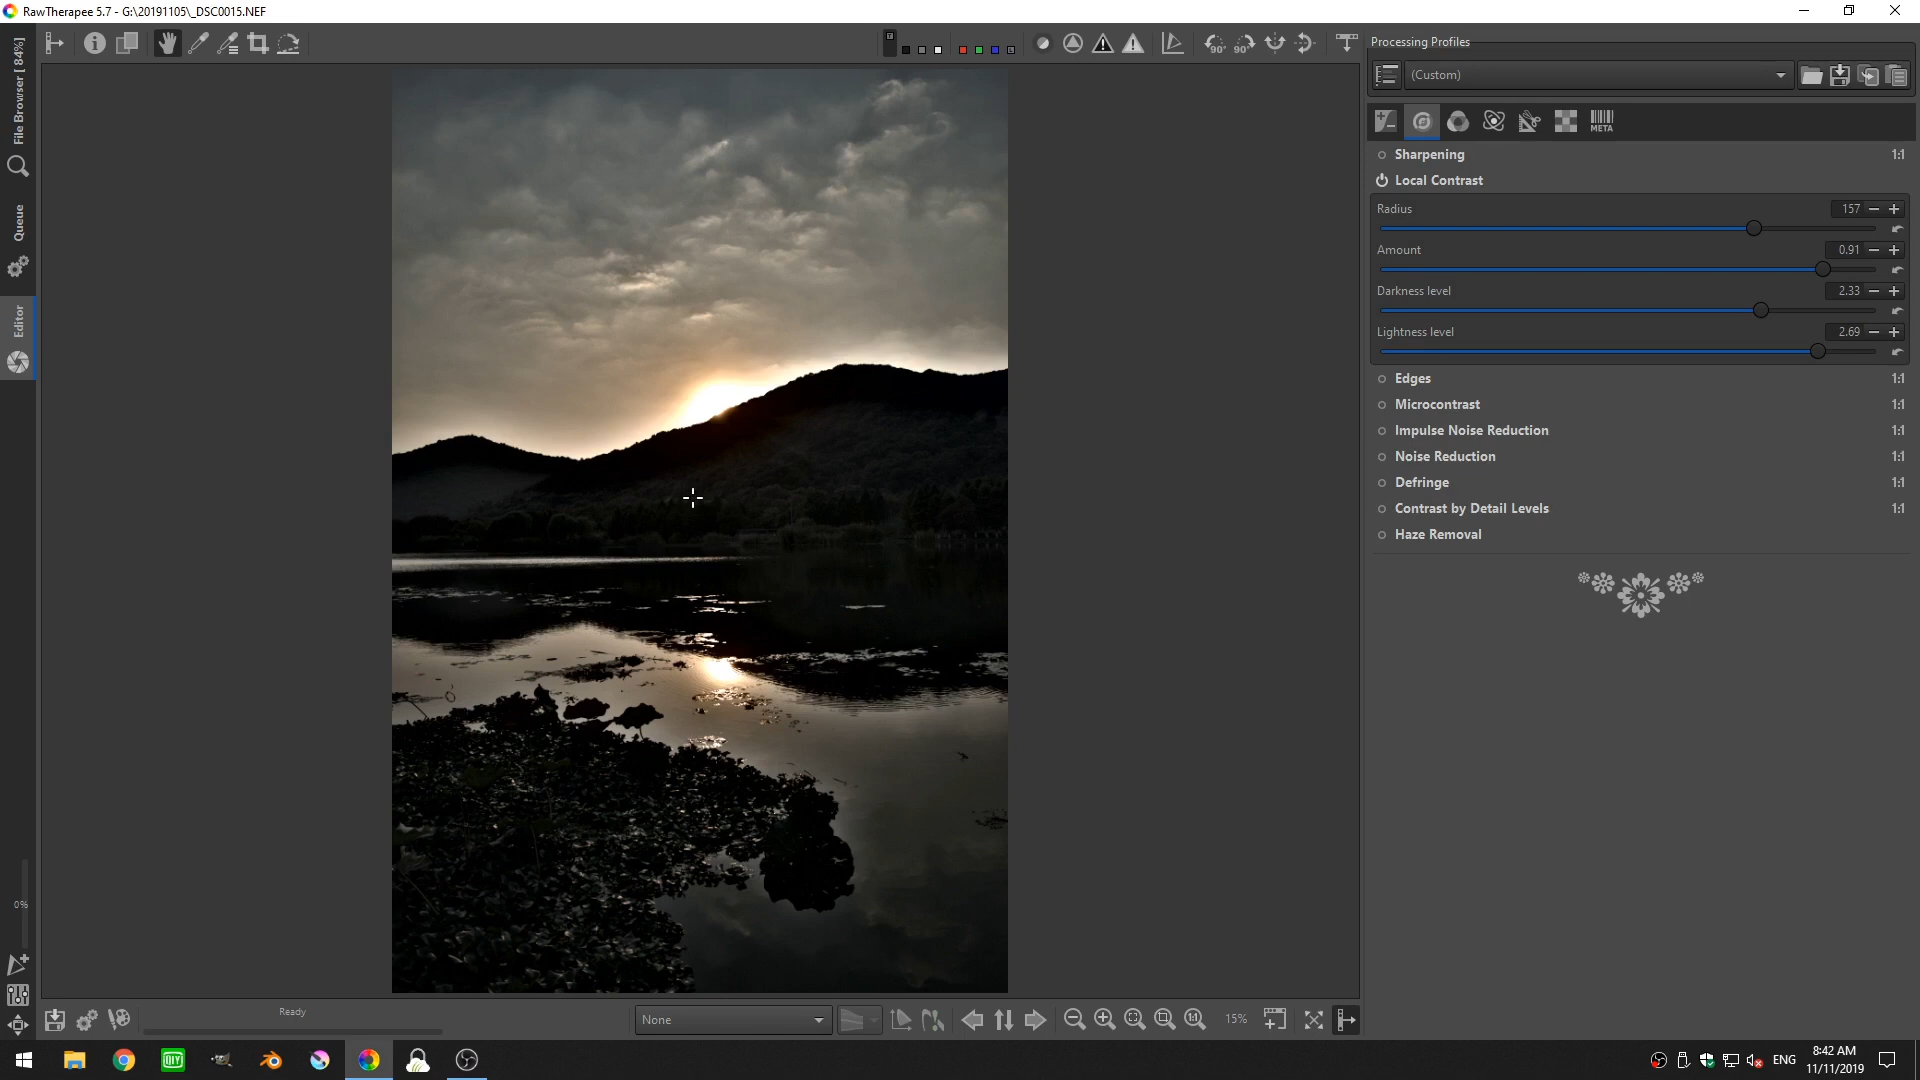 RawTherapee 5.7 - G:\20191105\_DSC0015.NEF
File Browser [ 84%]
Queue
Editor
0%
Processing Profiles
(Custom)
META
Sharpening 1:1
Local Contrast
Radius 157
Amount 0.91
Darkness level 2.33
Lightness level 2.69
Edges 1:1
Microcontrast 1:1
Impulse Noise Reduction 1:1
Noise Reduction 1:1
Defringe 1:1
Contrast by Detail Levels 1:1
Haze Removal
90° 90°
Ready
None
15%
QIY
ENG
8:42 AM
11/11/2019